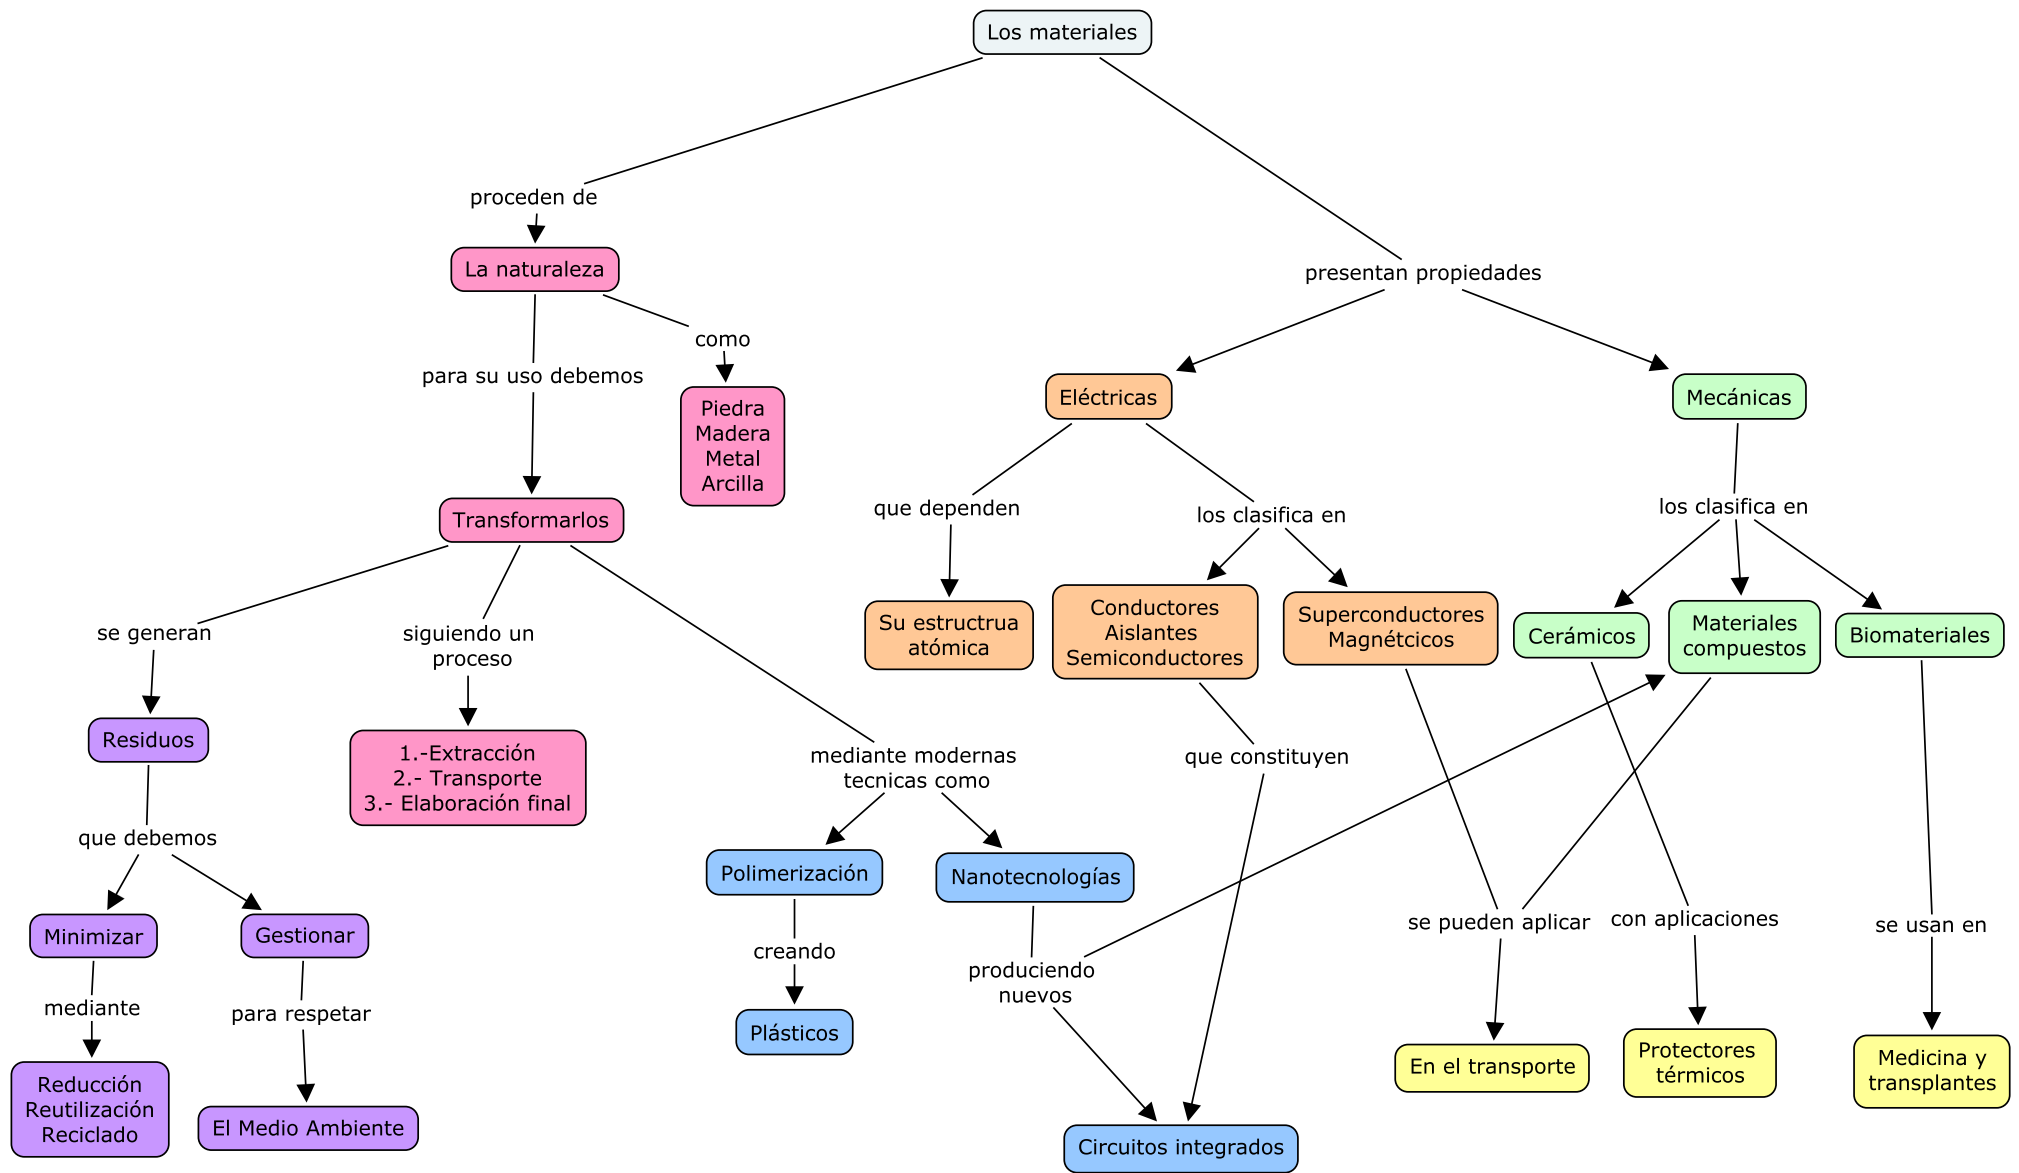 Los materiales
proceden de
La naturaleza
presentan propiedades
como
para su uso debemos
Piedra
Madera
Metal
Arcilla
Eléctricas
Mecánicas
Transformarlos
que dependen
los clasifica en
los clasifica en
Su estructrua
atómica
Conductores
Aislantes
Semiconductores
Superconductores
Magnétcicos
Cerámicos
Materiales
compuestos
Biomateriales
se generan
siguiendo un
proceso
Residuos
1.-Extracción
2.- Transporte
3.- Elaboración final
mediante modernas
tecnicas como
que constituyen
que debemos
Polimerización
Nanotecnologías
Minimizar
Gestionar
creando
produciendo
nuevos
se pueden aplicar
con aplicaciones
se usan en
mediante
para respetar
Plásticos
En el transporte
Protectores
térmicos
Medicina y
transplantes
Reducción
Reutilización
Reciclado
El Medio Ambiente
Circuitos integrados